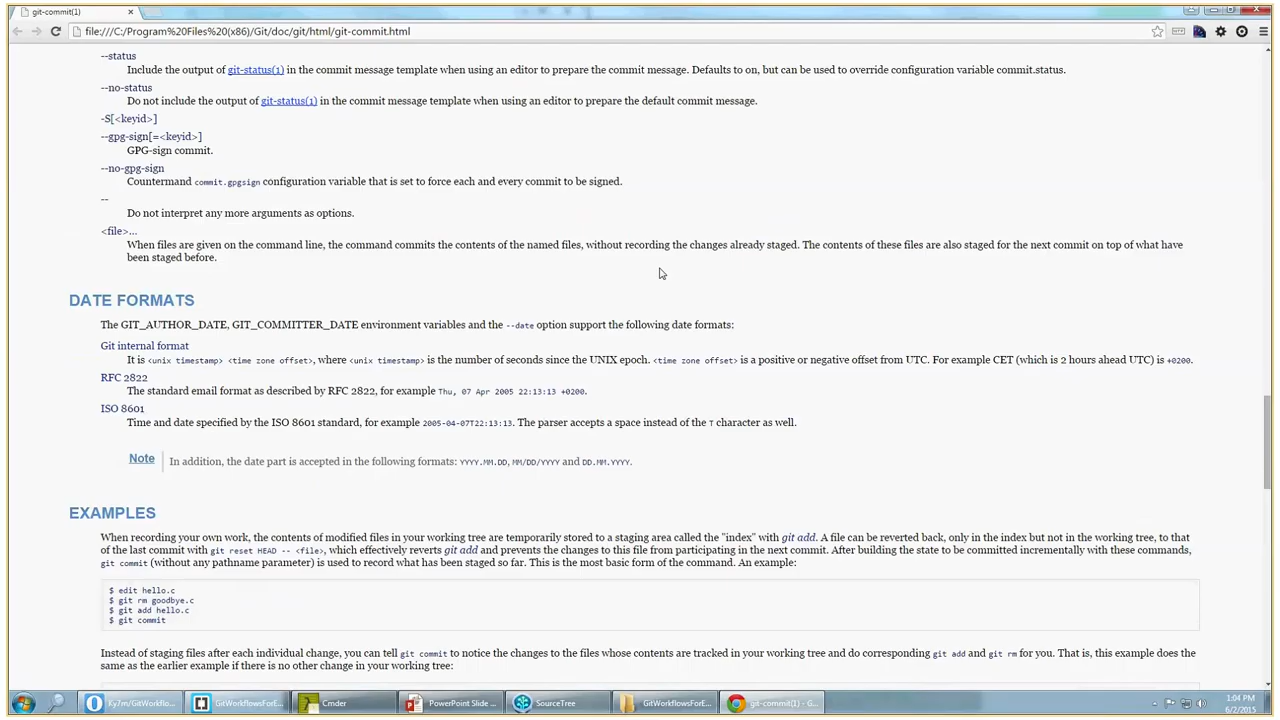 git-commit(1)
file:///C:/Program%20Files%20(x86)/Git/doc/git/html/git-commit.html
--status
Include the output of git-status(1) in the commit message template when using an editor to prepare the commit message. Defaults to on, but can be used to override configuration variable commit.status.
--no-status
Do not include the output of git-status(1) in the commit message template when using an editor to prepare the default commit message.
-S[<keyid>]
--gpg-sign[=<keyid>]
GPG-sign commit.
--no-gpg-sign
Countermand commit.gpgsign configuration variable that is set to force each and every commit to be signed.
--
Do not interpret any more arguments as options.
<file>...
When files are given on the command line, the command commits the contents of the named files, without recording the changes already staged. The contents of these files are also staged for the next commit on top of what have
been staged before.
DATE FORMATS
The GIT_AUTHOR_DATE, GIT_COMMITTER_DATE environment variables and the --date option support the following date formats:
Git internal format
It is <unix timestamp> <time zone offset>, where <unix timestamp> is the number of seconds since the UNIX epoch. <time zone offset> is a positive or negative offset from UTC. For example CET (which is 2 hours ahead UTC) is +0200.
RFC 2822
The standard email format as described by RFC 2822, for example Thu, 07 Apr 2005 22:13:13 +0200.
ISO 8601
Time and date specified by the ISO 8601 standard, for example 2005-04-07T22:13:13. The parser accepts a space instead of the T character as well.
Note In addition, the date part is accepted in the following formats: YYYY.MM.DD, MM/DD/YYYY and DD.MM.YYYY.
EXAMPLES
When recording your own work, the contents of modified files in your working tree are temporarily stored to a staging area called the "index" with git add. A file can be reverted back, only in the index but not in the working tree, to that
of the last commit with git reset HEAD -- <file>, which effectively reverts git add and prevents the changes to this file from participating in the next commit. After building the state to be committed incrementally with these commands,
git commit (without any pathname parameter) is used to record what has been staged so far. This is the most basic form of the command. An example:
$ edit hello.c
$ git rm goodbye.c
$ git add hello.c
$ git commit
Instead of staging files after each individual change, you can tell git commit to notice the changes to the files whose contents are tracked in your working tree and do corresponding git add and git rm for you. That is, this example does the
same as the earlier example if there is no other change in your working tree:
Ky7m/GitWorkflow... GitWorkflowsForE... Cmder PowerPoint Slide ... SourceTree GitWorkflowsForE... git-commit(1) - G... 1:04 PM
6/2/2015